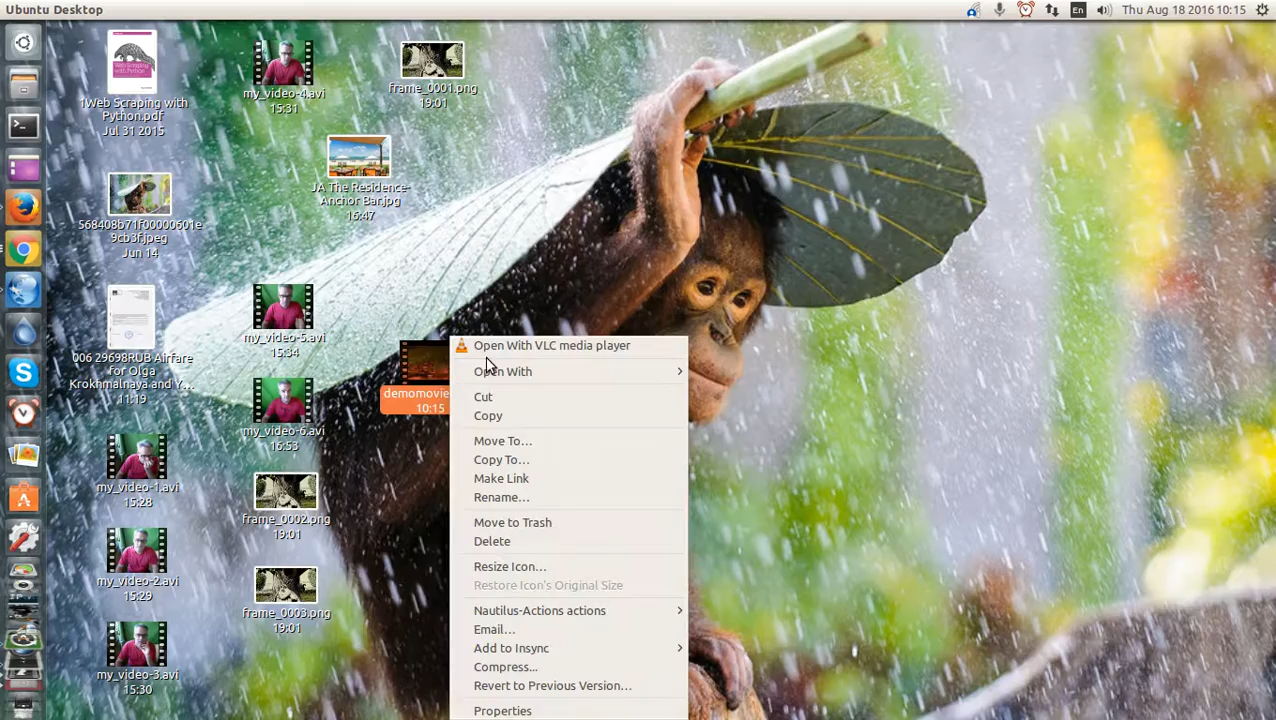 Ubuntu Desktop
En
Thu Aug 18 2016 10:15
1Web Scraping with
Python.pdf
Jul 31 2015
my_video-4.avi
15:31
frame_0001.png
19:01
JA The Residence-
Anchor Bar.jpg
16:47
568408b71f00000601e
9cb3f.jpeg
Jun 14
my_video-5.avi
15:34
006 29698RUB Airfare
for Olga
Krokhmalnaya and Y...
11:19
my_video-6.avi
16:53
demomovie
10:15
my_video-1.avi
15:28
frame_0002.png
19:01
my_video-2.avi
15:29
frame_0003.png
19:01
my_video-3.avi
15:30
Open With VLC media player
Open With
Cut
Copy
Move To...
Copy To...
Make Link
Rename...
Move to Trash
Delete
Resize Icon...
Restore Icon's Original Size
Nautilus-Actions actions
Email...
Add to Insync
Compress...
Revert to Previous Version...
Properties